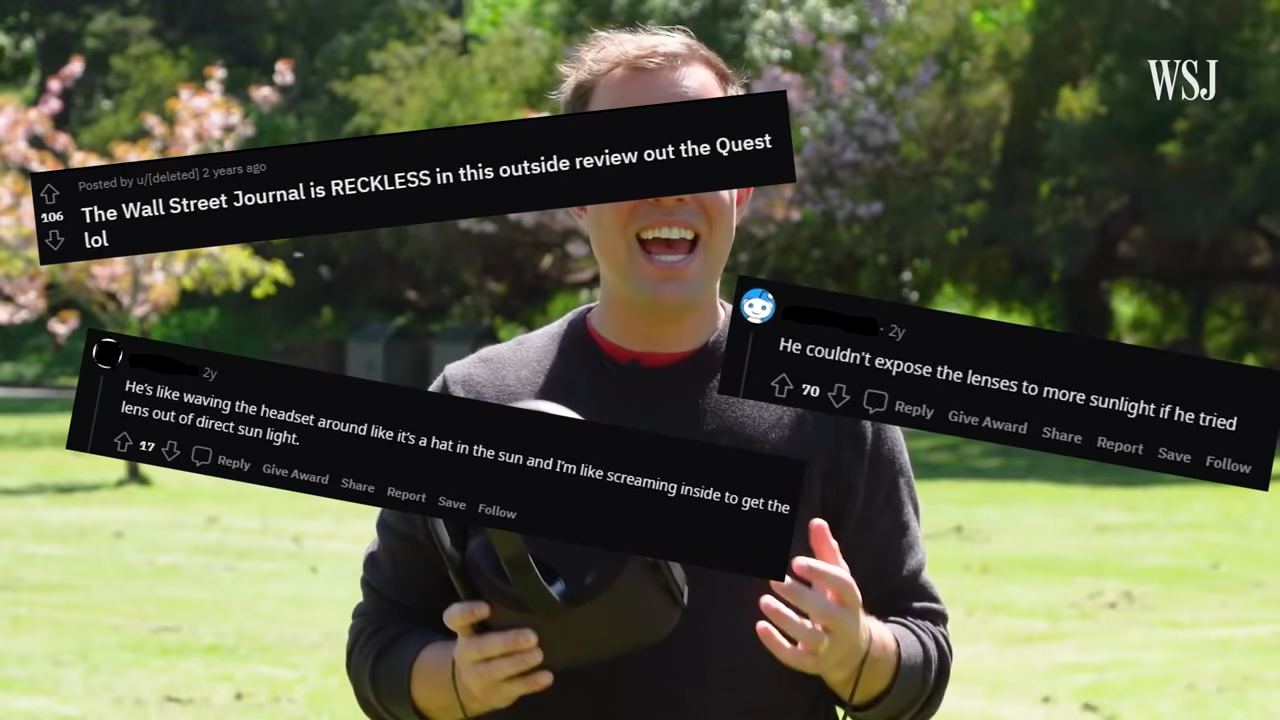 WSJ
Posted by u/[deleted] 2 years ago
106
The Wall Street Journal is RECKLESS in this outside review out the Quest
lol
2y
He couldn't expose the lenses to more sunlight if he tried
70 Reply Give Award Share Report Save Follow
2y
He's like waving the headset around like it's a hat in the sun and I'm like screaming inside to get the
lens out of direct sun light.
17 Reply Give Award Share Report Save Follow